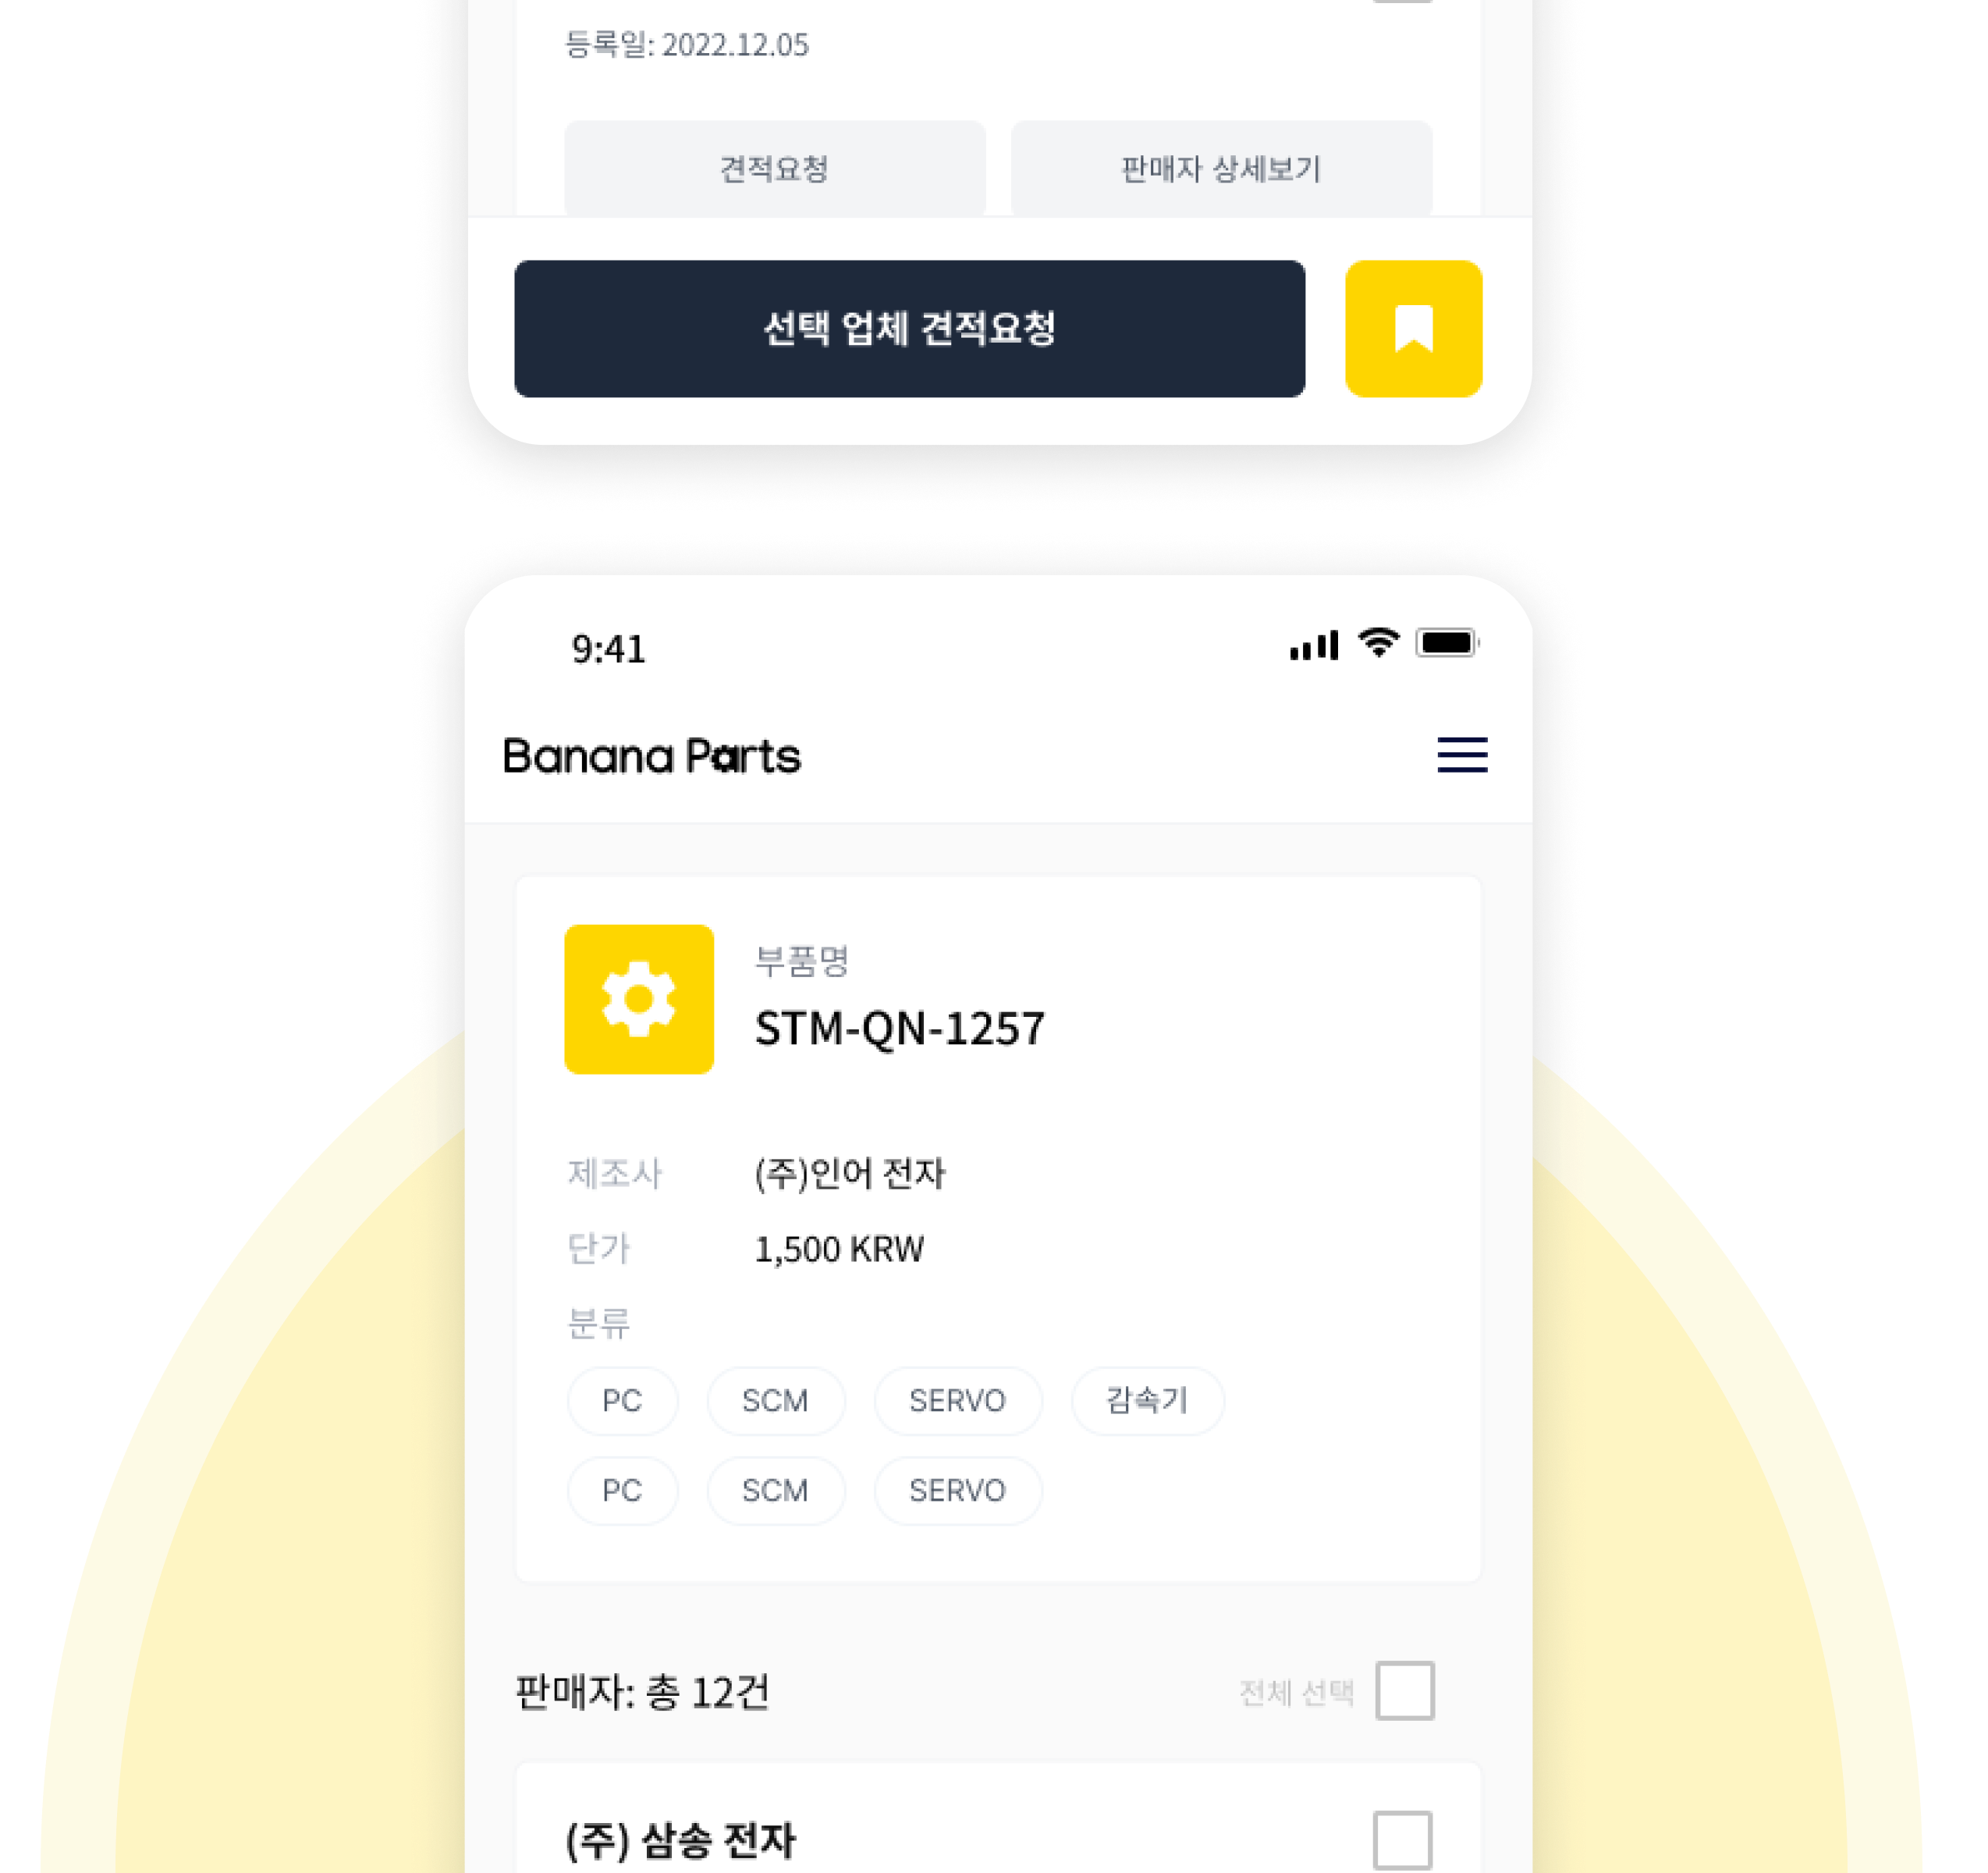 등록일: 2022.12.05
견적요청 판매자 상세보기
선택 업체 견적요청
9:41
Banana Parts
부품명
STM-QN-1257
제조사 (주)인어 전자
단가 1,500 KRW
분류
PC SCM SERVO 감속기
PC SCM SERVO
판매자: 총 12건 전체 선택
(주) 삼송 전자